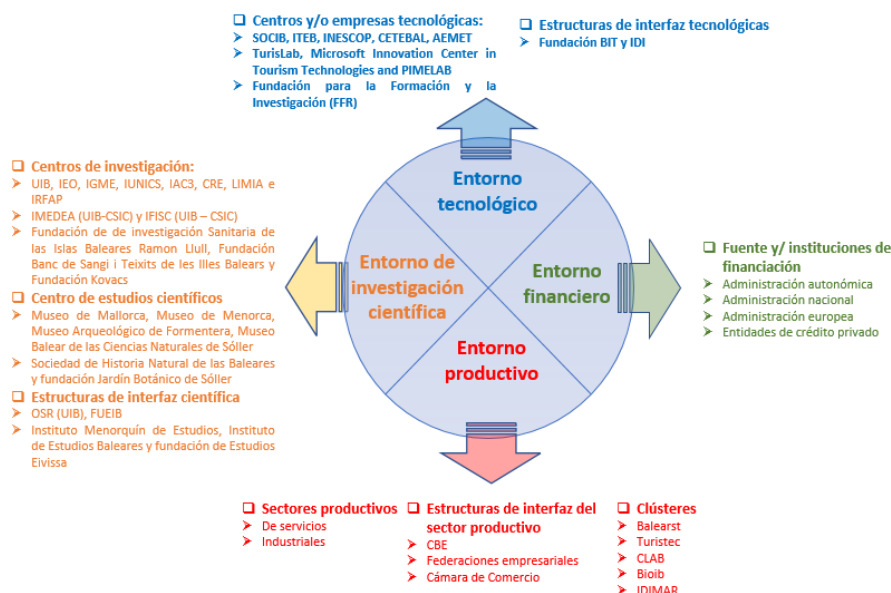 Centros y/o empresas tecnológicas:
SOCIB, ITEB, INESCOP, CETEBAL, AEMET
TurisLab, Microsoft Innovation Center in
Tourism Technologies and PIMELAB
Fundación para la Formación y la
Investigación (FFR)
Estructuras de interfaz tecnológicas
Fundación BIT y IDI
Entorno
tecnológico
Centros de investigación:
UIB, IEO, IGME, IUNICS, IAC3, CRE, LIMIA e
IRFAP
IMEDEA (UIB-CSIC) y IFISC (UIB – CSIC)
Fundación de de investigación Sanitaria de
las Islas Baleares Ramon Llull, Fundación
Banc de Sangi i Teixits de les Illes Balears y
Fundación Kovacs
Centro de estudios científicos
Museo de Mallorca, Museo de Menorca,
Museo Arqueológico de Formentera, Museo
Balear de las Ciencias Naturales de Sóller
Sociedad de Historia Natural de las Baleares
y fundación Jardín Botánico de Sóller
Estructuras de interfaz científica
OSR (UIB), FUEIB
Instituto Menorquín de Estudios, Instituto
de Estudios Baleares y fundación de Estudios
Eivissa
Entorno de
investigación
científica
Entorno
financiero
Fuente y/ instituciones de
financiación
Administración autonómica
Administración nacional
Administración europea
Entidades de crédito privado
Entorno
productivo
Sectores productivos
De servicios
Industriales
Estructuras de interfaz del
sector productivo
CBE
Federaciones empresariales
Cámara de Comercio
Clústeres
Balearst
Turistec
CLAB
Bioib
IDIMAR